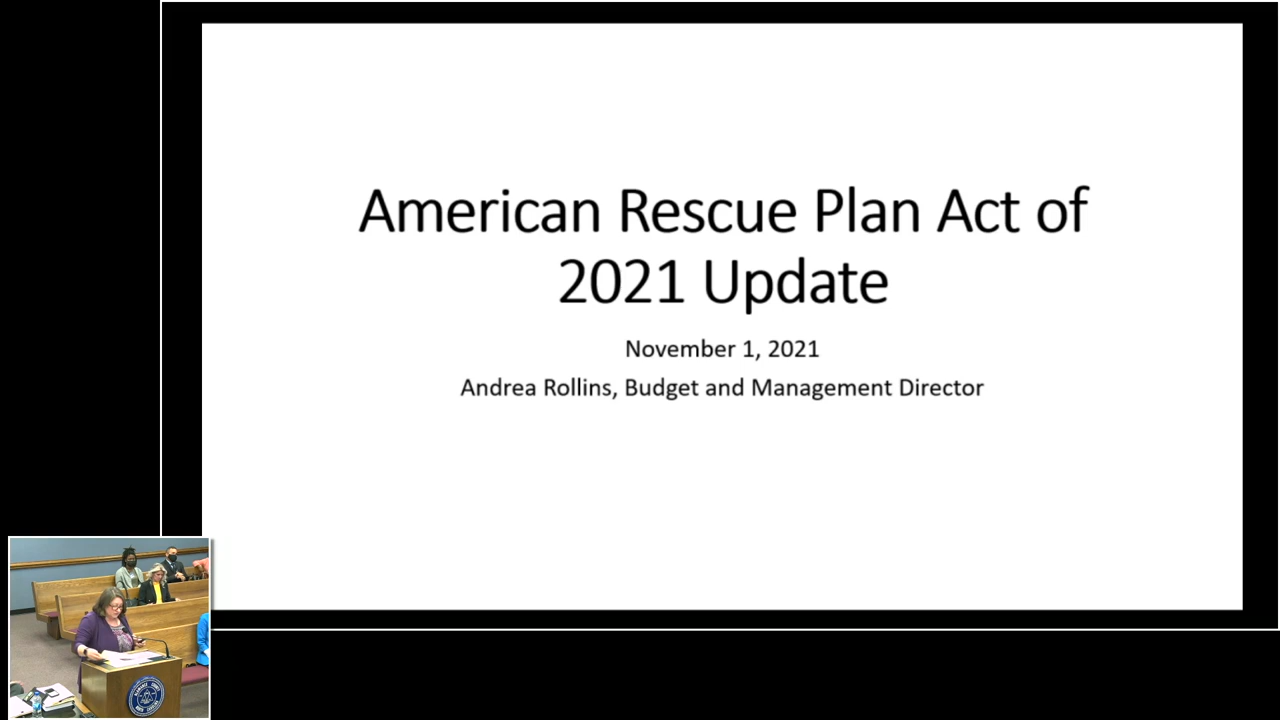 American Rescue Plan Act of
2021 Update
November 1, 2021
Andrea Rollins, Budget and Management Director